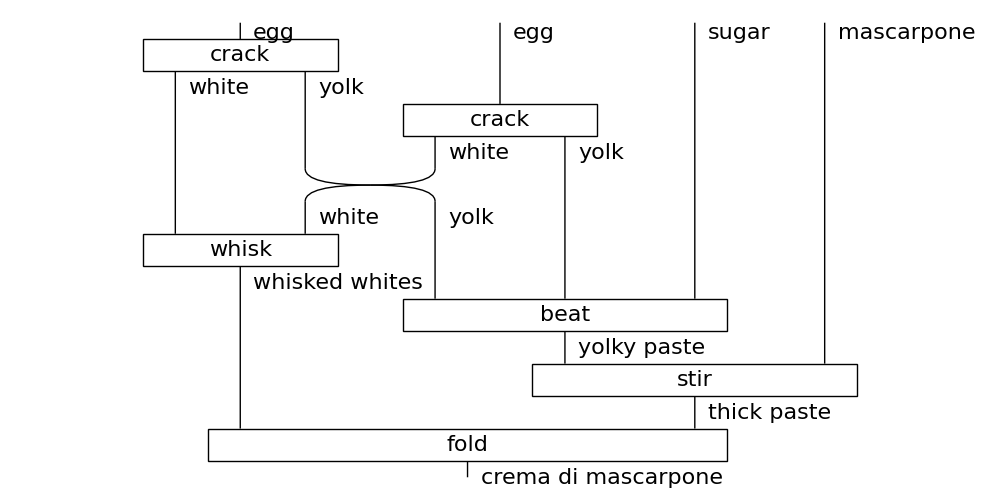 egg egg sugar mascarpone
crack
white yolk
crack
white yolk
white yolk
whisk
whisked whites
beat
yolky paste
stir
thick paste
fold
crema di mascarpone